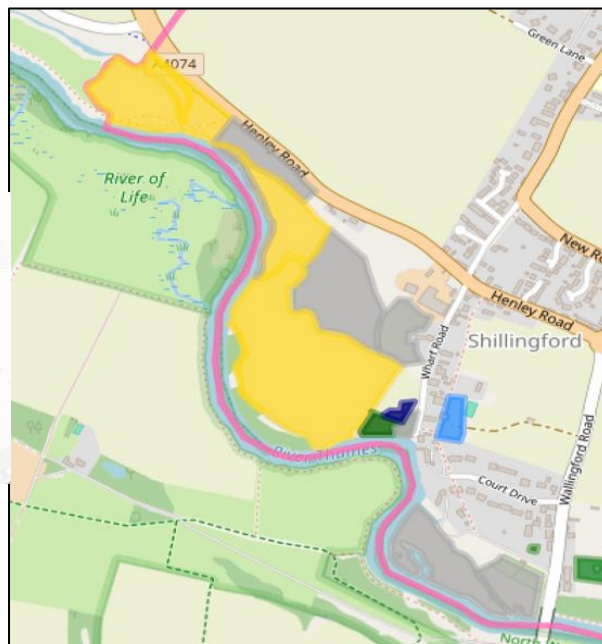 Green Lane
A4074
Henley Road
River of
Life
New Ro
Henley Road
Shillingford
Wharf Road
Wallingford Road
River Thames
Court Drive
North W